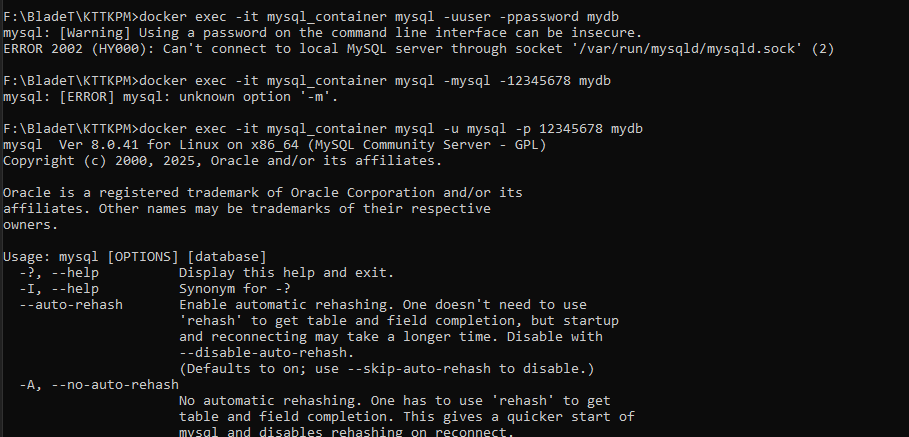 F:\BladeT\KTTKPM>docker exec -it mysql_container mysql -uuser -ppassword mydb
mysql: [Warning] Using a password on the command line interface can be insecure.
ERROR 2002 (HY000): Can't connect to local MySQL server through socket '/var/run/mysqld/mysqld.sock' (2)
F:\BladeT\KTTKPM>docker exec -it mysql_container mysql -mysql -12345678 mydb
mysql: [ERROR] mysql: unknown option '-m'.
F:\BladeT\KTTKPM>docker exec -it mysql_container mysql -u mysql -p 12345678 mydb
mysql  Ver 8.0.41 for Linux on x86_64 (MySQL Community Server - GPL)
Copyright (c) 2000, 2025, Oracle and/or its affiliates.
Oracle is a registered trademark of Oracle Corporation and/or its
affiliates. Other names may be trademarks of their respective
owners.
Usage: mysql [OPTIONS] [database]
  -?, --help          Display this help and exit.
  -I, --help          Synonym for -?
  --auto-rehash       Enable automatic rehashing. One doesn't need to use
                      'rehash' to get table and field completion, but startup
                      and reconnecting may take a longer time. Disable with
                      --disable-auto-rehash.
                      (Defaults to on; use --skip-auto-rehash to disable.)
  -A, --no-auto-rehash
                      No automatic rehashing. One has to use 'rehash' to get
                      table and field completion. This gives a quicker start of
                      mysql and disables rehashing on reconnect.